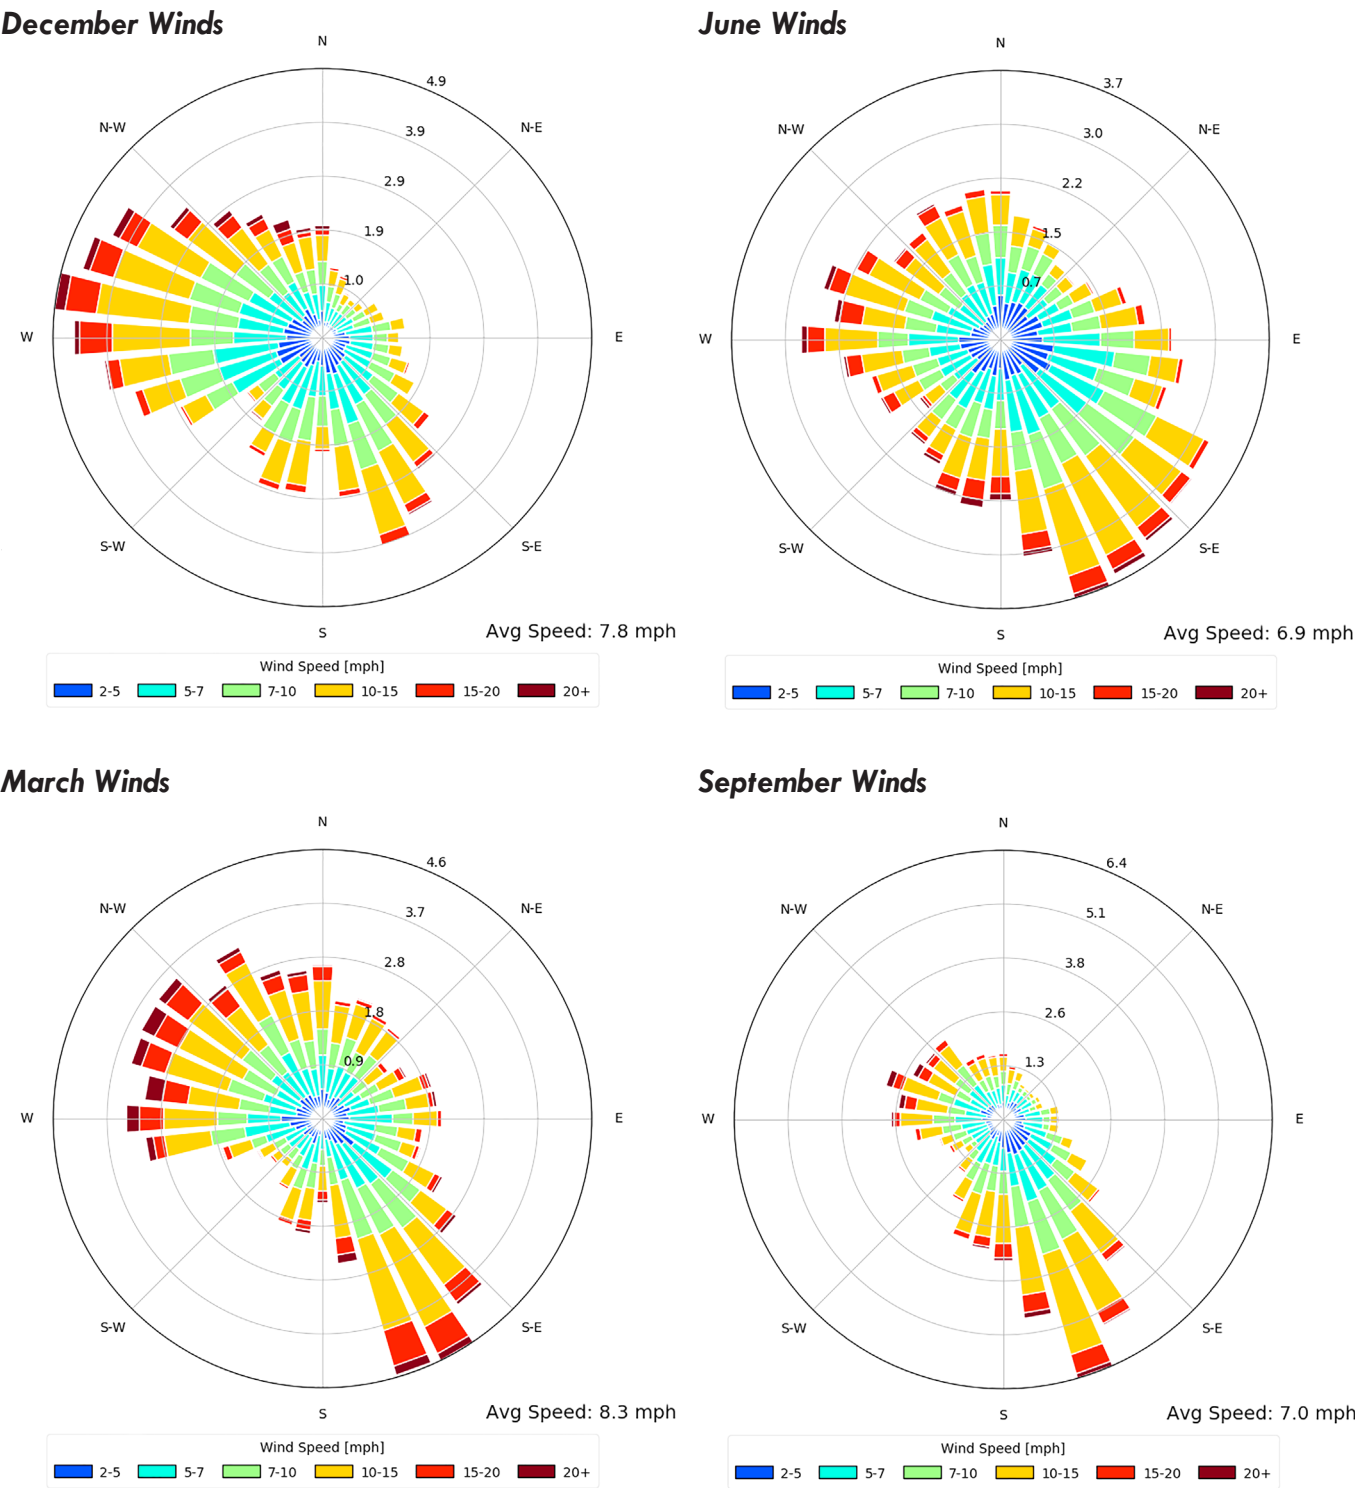 December Winds
N
4.9
N-W
N-E
3.9
2.9
1.9
1.0
W
E
S-W
S-E
S
Avg Speed: 7.8 mph
Wind Speed [mph]
2-5 5-7 7-10 10-15 15-20 20+
June Winds
N
3.7
N-W
N-E
3.0
2.2
1.5
0.7
W
E
S-W
S-E
S
Avg Speed: 6.9 mph
Wind Speed [mph]
2-5 5-7 7-10 10-15 15-20 20+
March Winds
N
4.6
N-W
N-E
3.7
2.8
1.8
0.9
W
E
S-W
S-E
S
Avg Speed: 8.3 mph
Wind Speed [mph]
2-5 5-7 7-10 10-15 15-20 20+
September Winds
N
6.4
N-W
N-E
5.1
3.8
2.6
1.3
W
E
S-W
S-E
S
Avg Speed: 7.0 mph
Wind Speed [mph]
2-5 5-7 7-10 10-15 15-20 20+